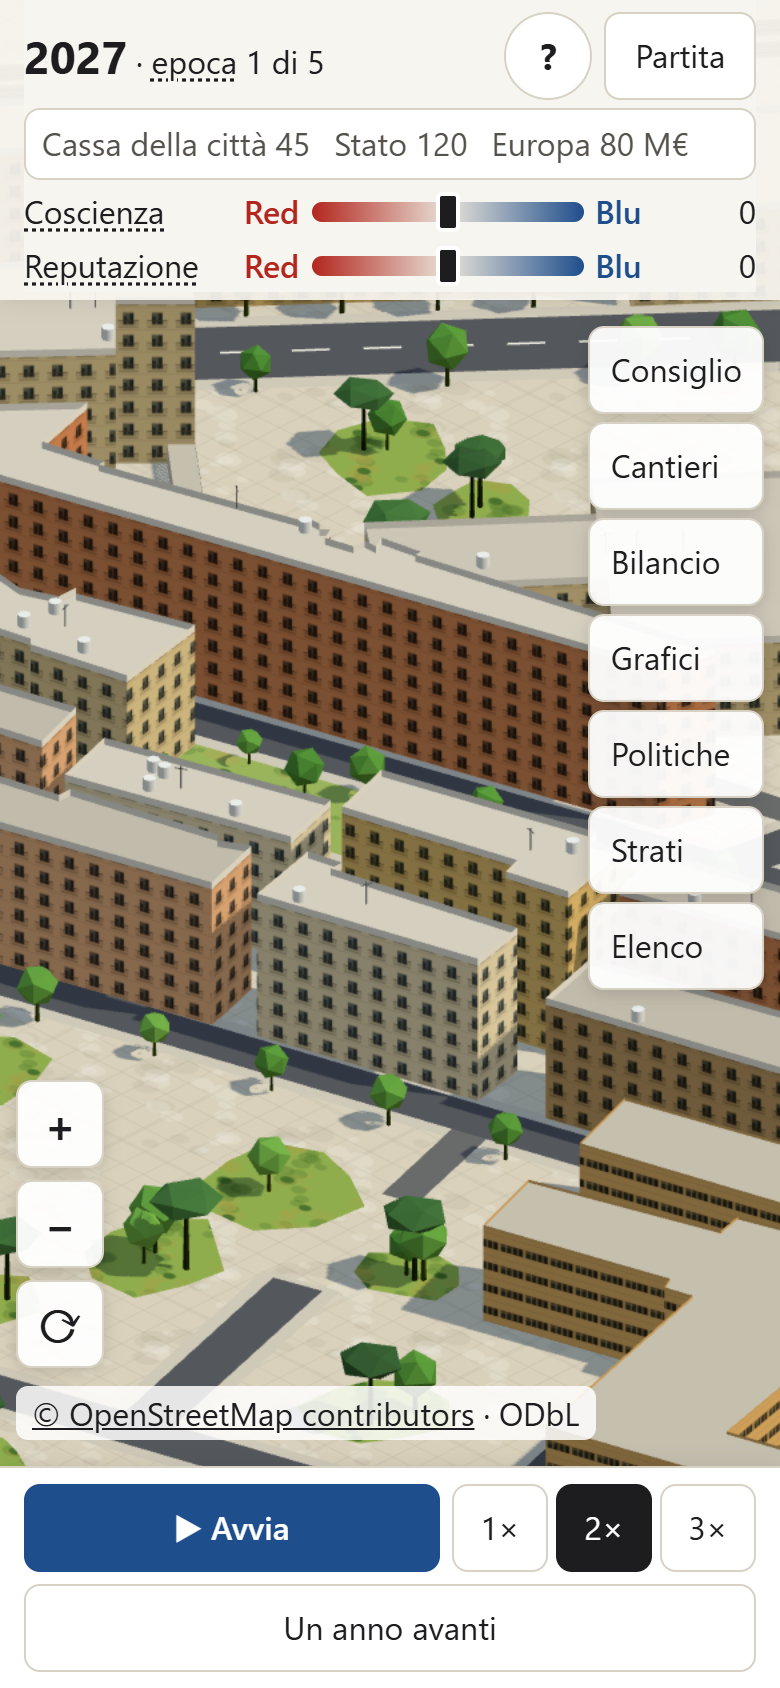 2027 · epoca 1 di 5
?
Partita
Cassa della città 45 Stato 120 Europa 80 M€
Coscienza Red Blu 0
Reputazione Red Blu 0
Consiglio
Cantieri
Bilancio
Grafici
Politiche
Strati
Elenco
+
−
© OpenStreetMap contributors · ODbL
▶ Avvia
1×
2×
3×
Un anno avanti